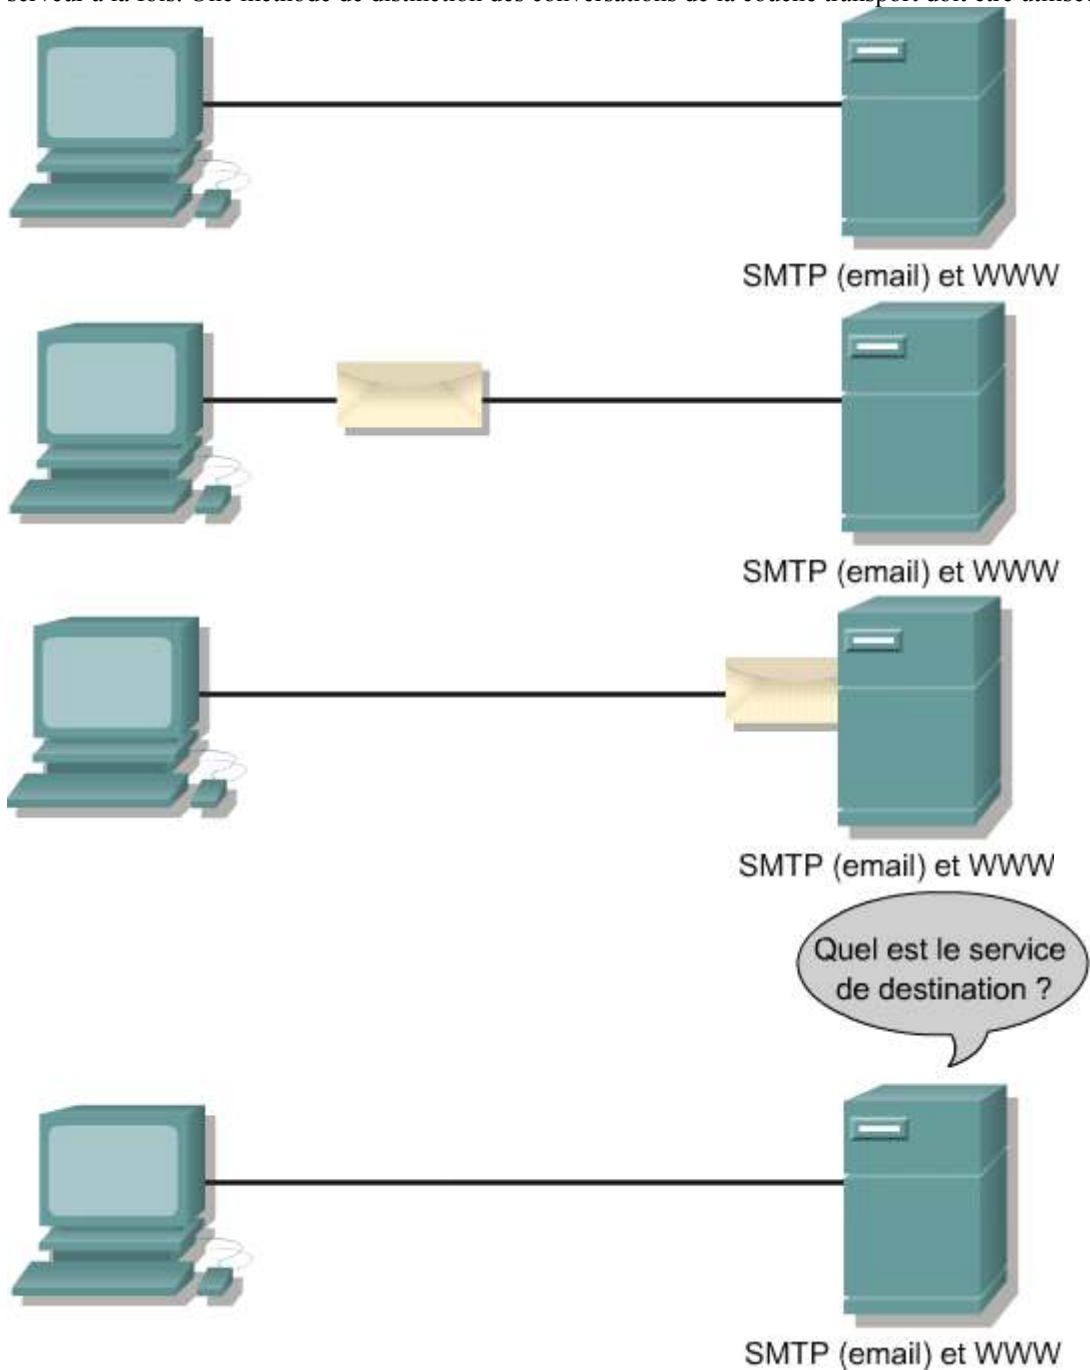 serveur à la fois. Une méthode de distinction des conversations de la couche transport doit être utilisée
SMTP (email) et WWW
SMTP (email) et WWW
SMTP (email) et WWW
Quel est le service
de destination ?
SMTP (email) et WWW